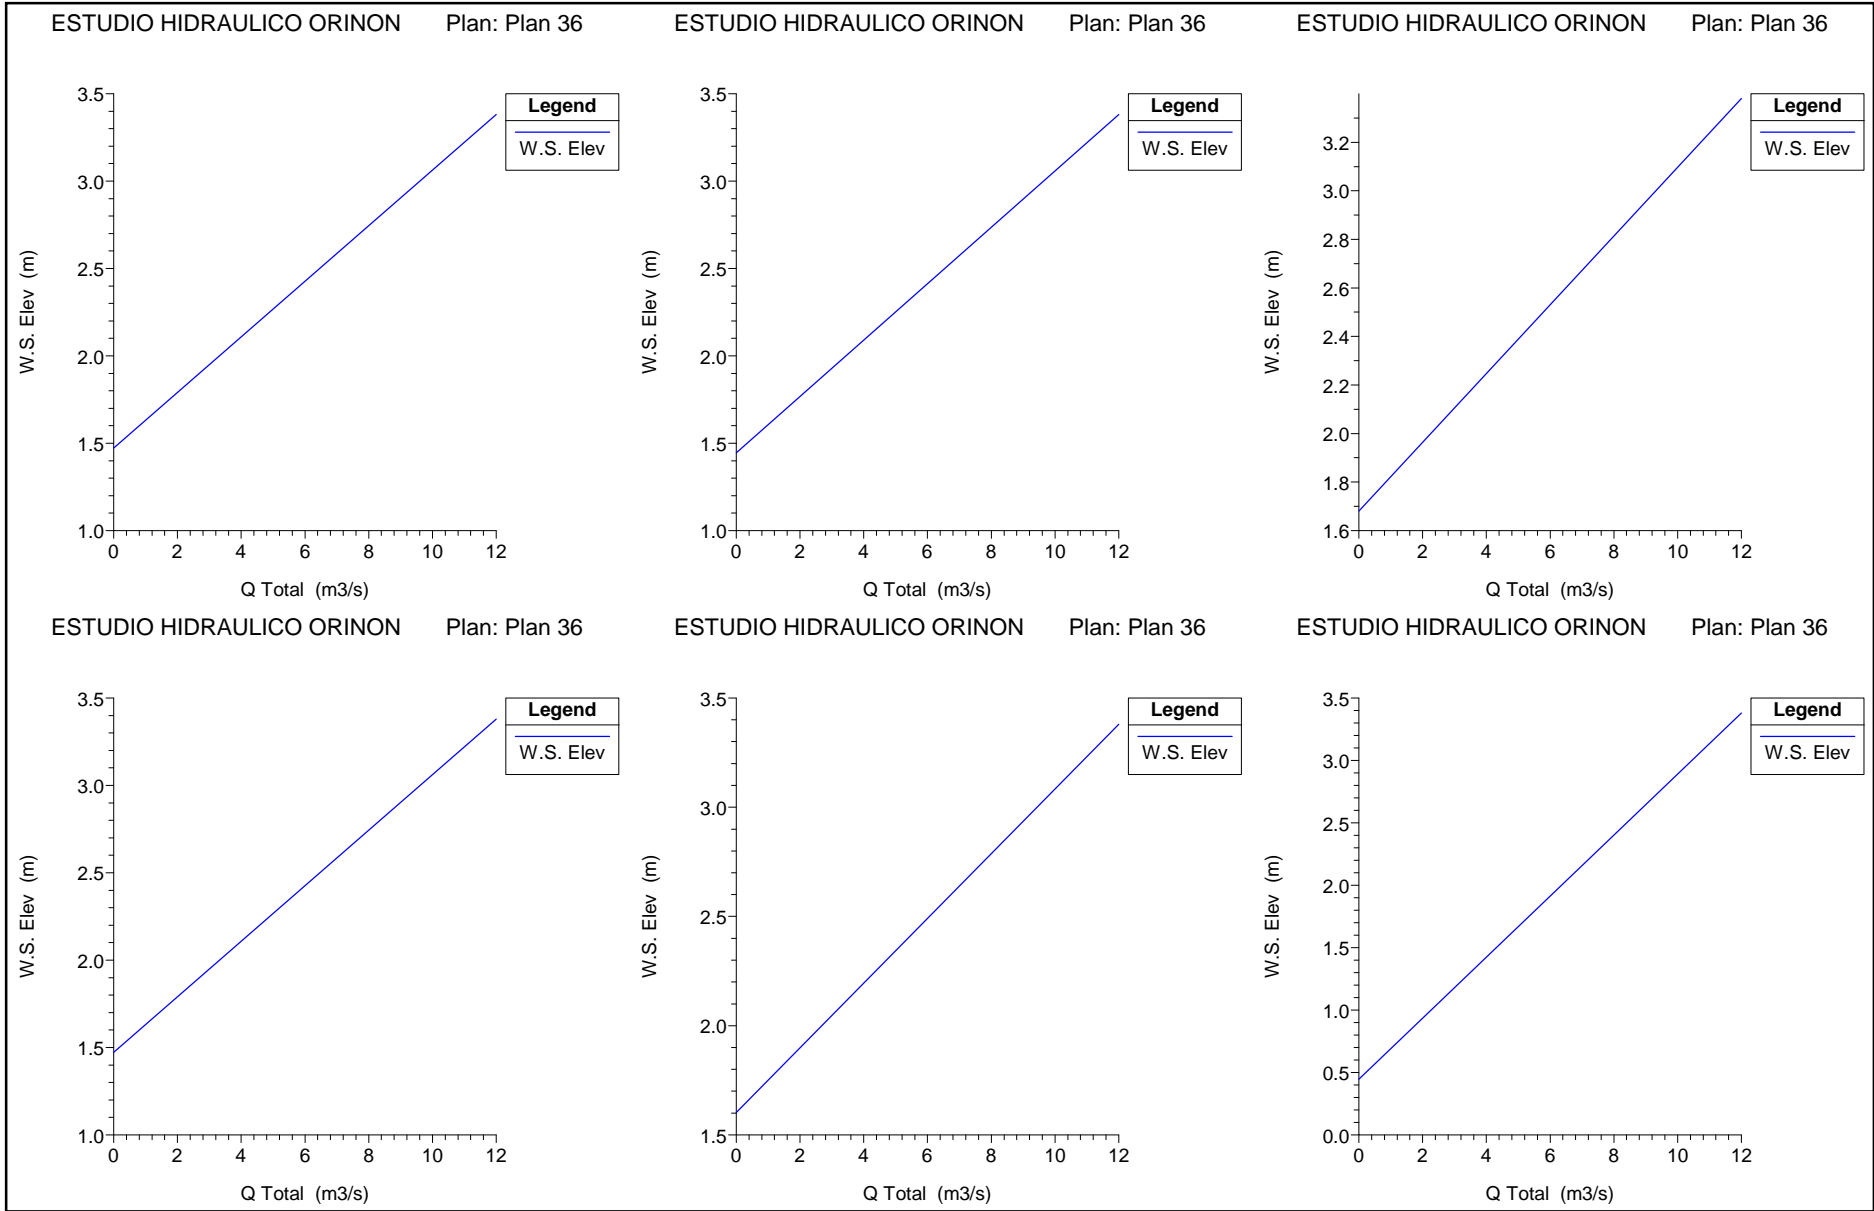 ESTUDIO HIDRAULICO ORINON Plan: Plan 36
Legend
W.S. Elev
3.5
3.0
2.5
2.0
1.5
1.0
W.S. Elev (m)
0 2 4 6 8 10 12
Q Total (m3/s)
ESTUDIO HIDRAULICO ORINON Plan: Plan 36
Legend
W.S. Elev
3.5
3.0
2.5
2.0
1.5
1.0
W.S. Elev (m)
0 2 4 6 8 10 12
Q Total (m3/s)
ESTUDIO HIDRAULICO ORINON Plan: Plan 36
Legend
W.S. Elev
3.2
3.0
2.8
2.6
2.4
2.2
2.0
1.8
1.6
W.S. Elev (m)
0 2 4 6 8 10 12
Q Total (m3/s)
ESTUDIO HIDRAULICO ORINON Plan: Plan 36
Legend
W.S. Elev
3.5
3.0
2.5
2.0
1.5
1.0
W.S. Elev (m)
0 2 4 6 8 10 12
Q Total (m3/s)
ESTUDIO HIDRAULICO ORINON Plan: Plan 36
Legend
W.S. Elev
3.5
3.0
2.5
2.0
1.5
W.S. Elev (m)
0 2 4 6 8 10 12
Q Total (m3/s)
ESTUDIO HIDRAULICO ORINON Plan: Plan 36
Legend
W.S. Elev
3.5
3.0
2.5
2.0
1.5
1.0
0.5
0.0
W.S. Elev (m)
0 2 4 6 8 10 12
Q Total (m3/s)